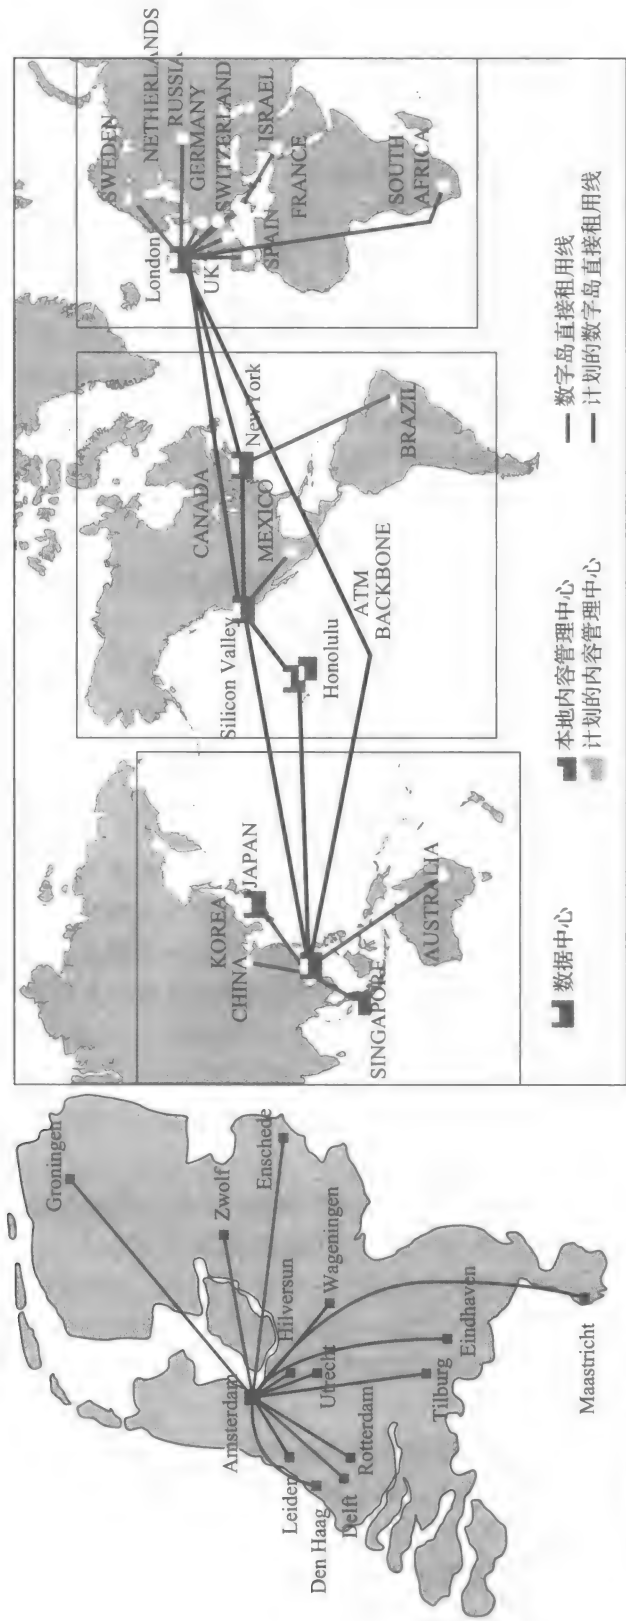 Groningen
Zwolf
Enschede
Amsterdam
Hilversun
Wageningen
Utrecht
Leiden
Den Haag
Delft
Rotterdam
Tilburg
Eindhaven
Maastricht
KOREA
JAPAN
CHINA
SINGAPORE
AUSTRALIA
CANADA
Silicon Valley
New York
MEXICO
Honolulu
ATM
BACKBONE
BRAZIL
SWEDEN
NETHERLANDS
RUSSIA
GERMANY
SWITZERLAND
ISRAEL
London
UK
SPAIN
FRANCE
SOUTH
AFRICA
数据中心
本地内容管理中心
计划的内容管理中心
数字岛直接租用线
计划的数字岛直接租用线